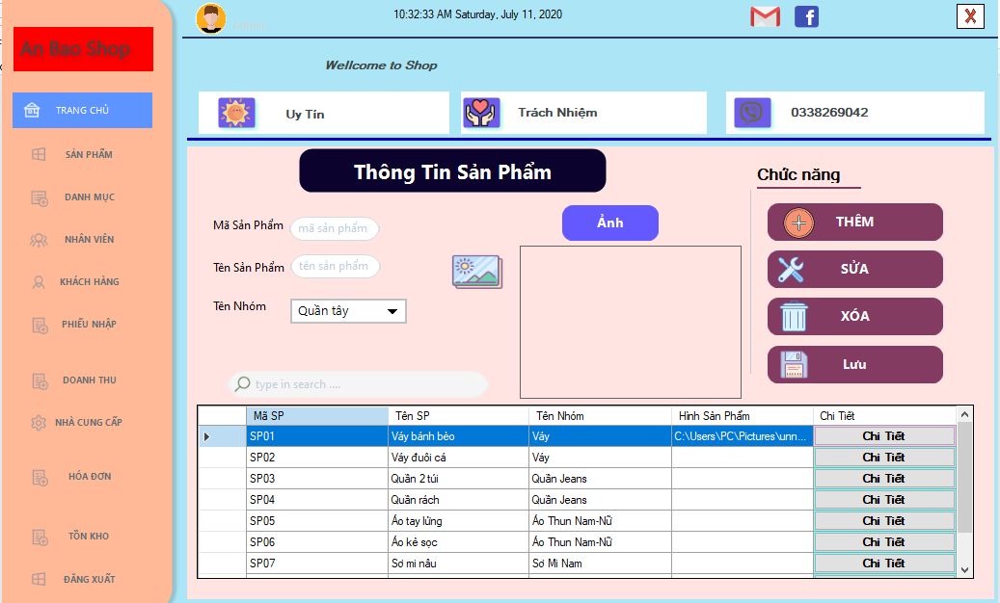 10:32:33 AM Saturday, July 11, 2020
Admin
An Bao Shop
Wellcome to Shop
Uy Tín
Trách Nhiệm
0338269042
TRANG CHỦ
SẢN PHẨM
DANH MỤC
NHÂN VIÊN
KHÁCH HÀNG
PHIẾU NHẬP
DOANH THU
NHÀ CUNG CẤP
HÓA ĐƠN
TỒN KHO
ĐĂNG XUẤT
Thông Tin Sản Phẩm
Mã Sản Phẩm mã sản phẩm
Tên Sản Phẩm tên sản phẩm
Tên Nhóm Quần tây
Ảnh
Chức năng
THÊM
SỬA
XÓA
Lưu
type in search ....
Mã SP Tên SP Tên Nhóm Hình Sản Phẩm Chi Tiết
SP01 Váy bánh bèo Váy C:\Users\PC\Pictures\unn... Chi Tiết
SP02 Váy đuôi cá Váy Chi Tiết
SP03 Quần 2 túi Quần Jeans Chi Tiết
SP04 Quần rách Quần Jeans Chi Tiết
SP05 Áo tay lững Áo Thun Nam-Nữ Chi Tiết
SP06 Áo kẻ sọc Áo Thun Nam-Nữ Chi Tiết
SP07 Sơ mi nâu Sơ Mi Nam Chi Tiết